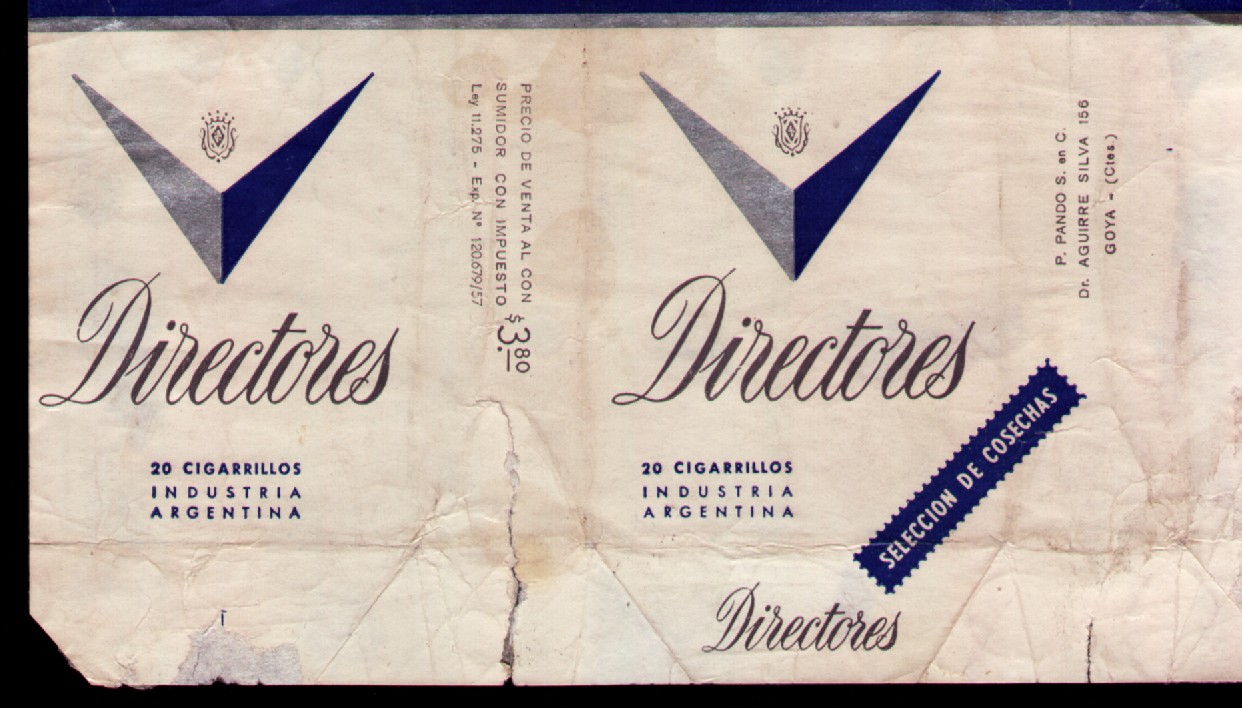 Directores
20 CIGARRILLOS
INDUSTRIA
ARGENTINA
PRECIO DE VENTA AL CON
SUMIDOR CON IMPUESTO $3.80
Ley 11.275 - Exp. Nº 120.679/57
Directores
20 CIGARRILLOS
INDUSTRIA
ARGENTINA
SELECCION DE COSECHAS
Directores
P. PANDO S. en C.
Dr. AGUIRRE SILVA 156
GOYA - (Ctes.)